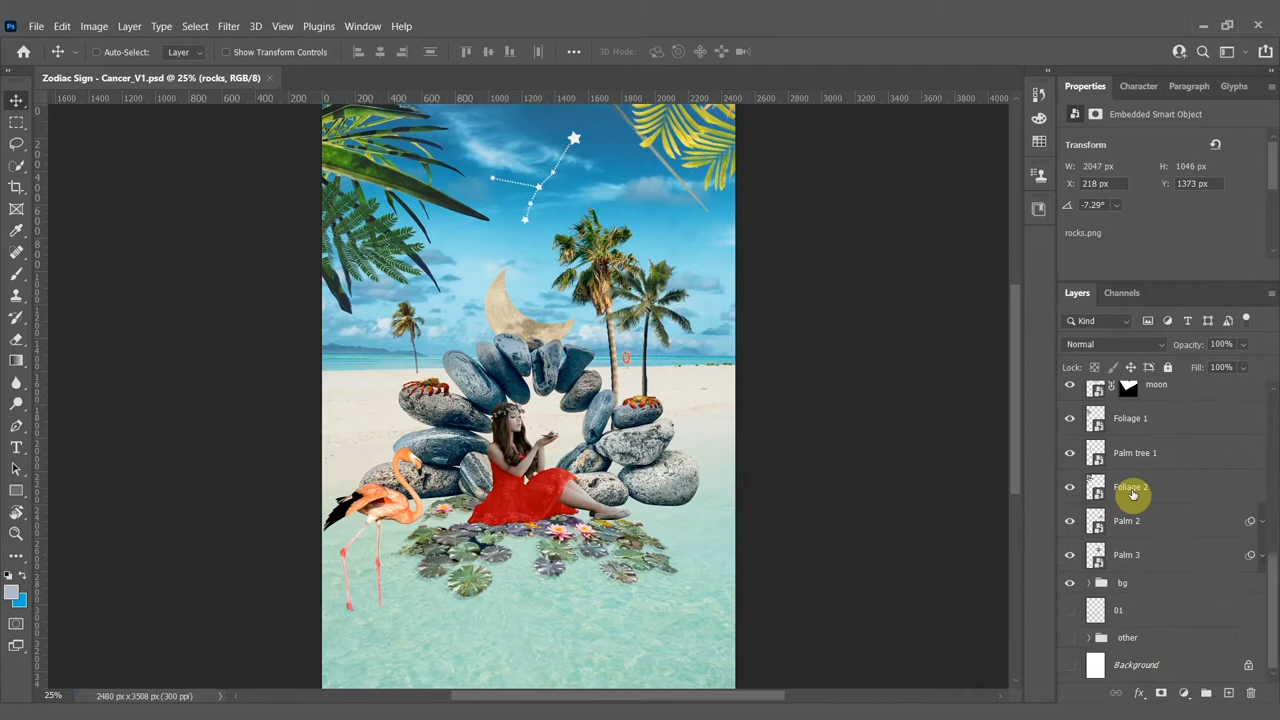 Ps File Edit Image Layer Type Select Filter 3D View Plugins Window Help
Auto-Select: Layer Show Transform Controls 3D Mode:
Zodiac Sign - Cancer_V1.psd @ 25% (rocks, RGB/8)
1600 1400 1200 1000 800 600 400 200 0 200 400 600 800 1000 1200 1400 1600 1800 2000 2200 2400 2600 2800 3000 3200 3400 3600 3800 4000
Properties Character Paragraph Glyphs
Embedded Smart Object
Transform
W: 2047 px H: 1046 px
X: 218 px Y: 1373 px
-7.29°
rocks.png
Layers Channels
Kind
Normal Opacity: 100%
Lock: Fill: 100%
moon
Foliage 1
Palm tree 1
Foliage 2
Palm 2
Palm 3
bg
01
other
Background
25% 2480 px x 3508 px (300 ppi)